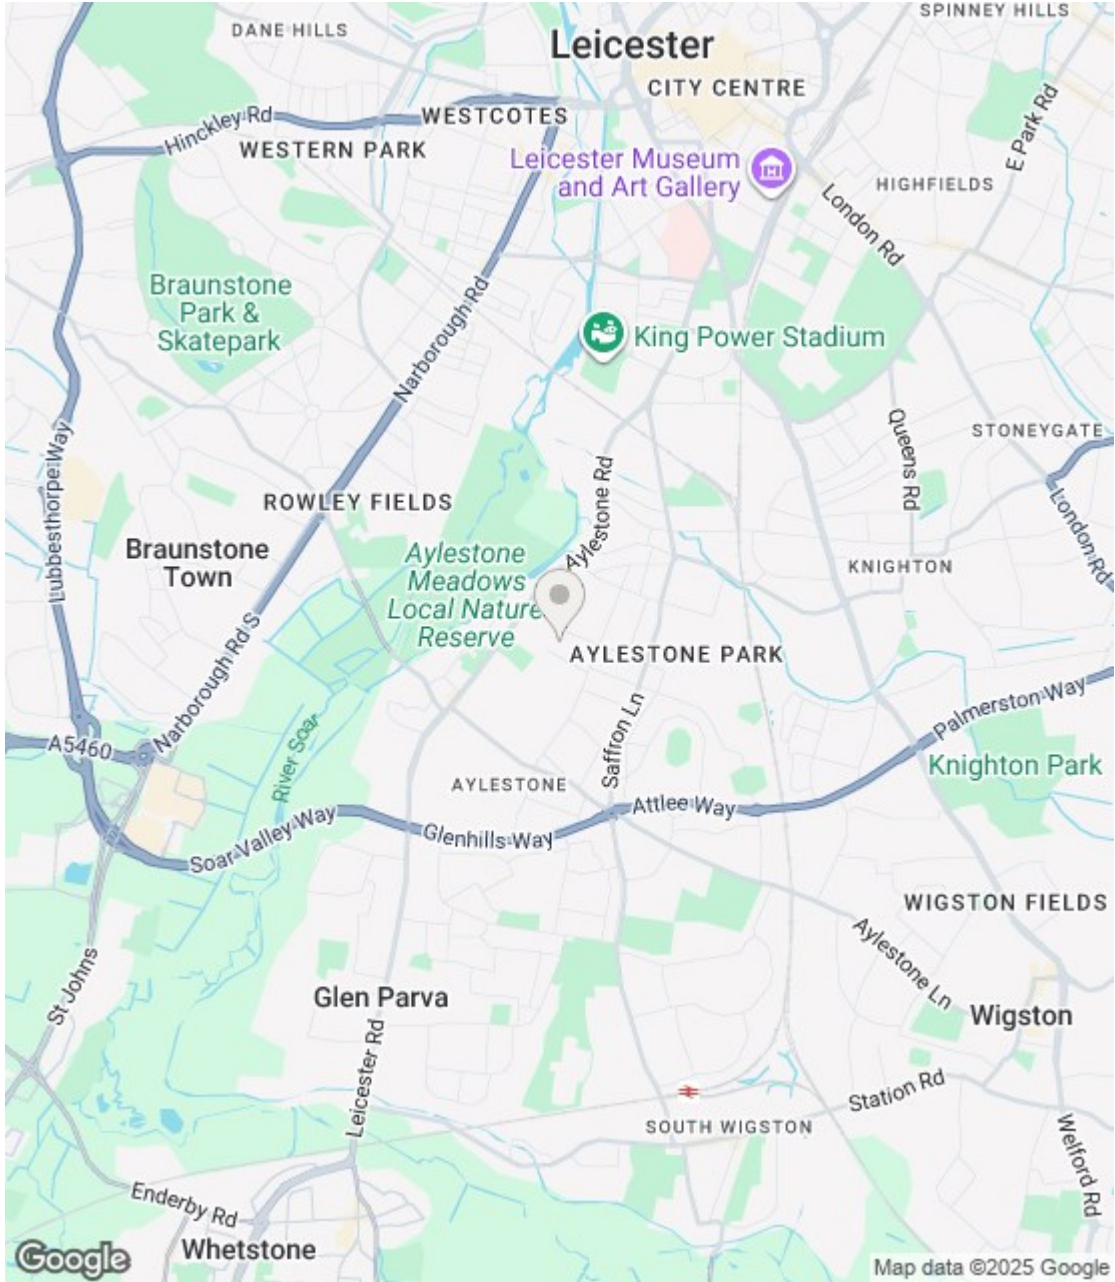 SPINNEY HILLS
DANE HILLS
Leicester
CITY CENTRE
WESTCOTES
Hinckley Rd
WESTERN PARK
E Park Rd
Leicester Museum
and Art Gallery
HIGHFIELDS
London Rd
Braunstone
Park &
Skatepark
Narborough Rd
King Power Stadium
Queens Rd
STONEYGATE
Lubbesthorpe Way
Aylestone Rd
London Rd
ROWLEY FIELDS
Braunstone
Town
Aylestone
Meadows
Local Nature
Reserve
Aylestone Rd
KNIGHTON
Narborough Rd S
AYLESTONE PARK
Palmerston Way
A5460
River Soar
Saffron Ln
Knighton Park
AYLESTONE
Attlee Way
Soar Valley Way
Glenhills Way
WIGSTON FIELDS
Aylestone Ln
St Johns
Glen Parva
Wigston
Leicester Rd
Station Rd
SOUTH WIGSTON
Welford Rd
Enderby Rd
Whetstone
Google
Map data ©2025 Google